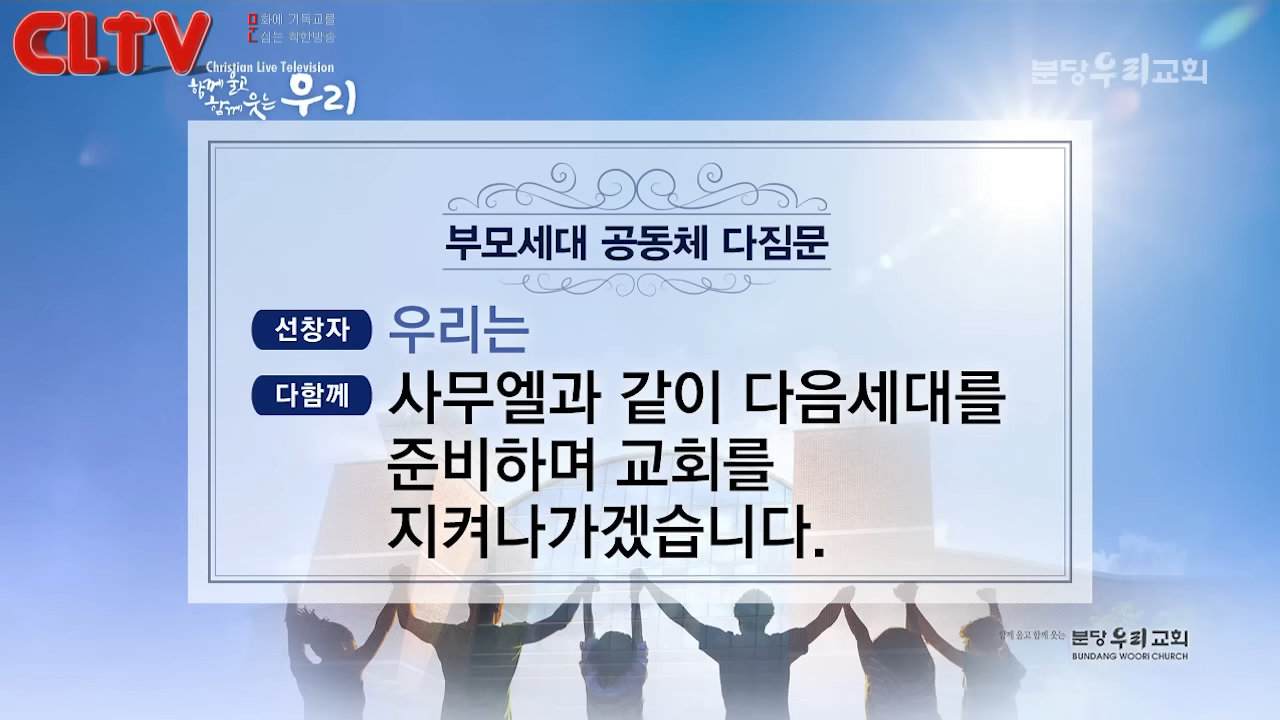 CLTV
문화에 기독교를
심는 착한방송
Christian Live Television
함께 울고
함께 웃는 우리
분당우리교회
부모세대 공동체 다짐문
선창자 우리는
다함께 사무엘과 같이 다음세대를
준비하며 교회를
지켜나가겠습니다.
함께 울고 함께 웃는 분당우리교회
BUNDANG WOORI CHURCH